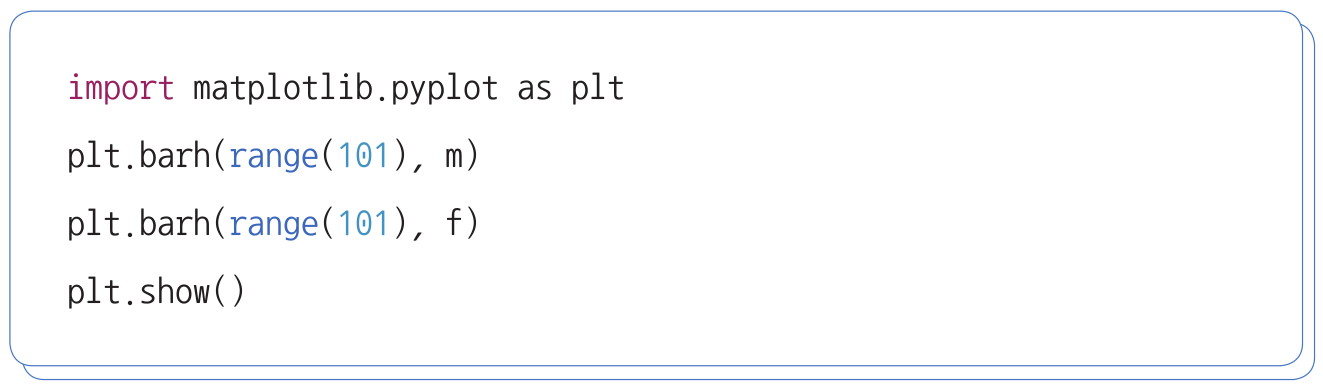 import matplotlib.pyplot as plt
plt.barh(range(101), m)
plt.barh(range(101), f)
plt.show()